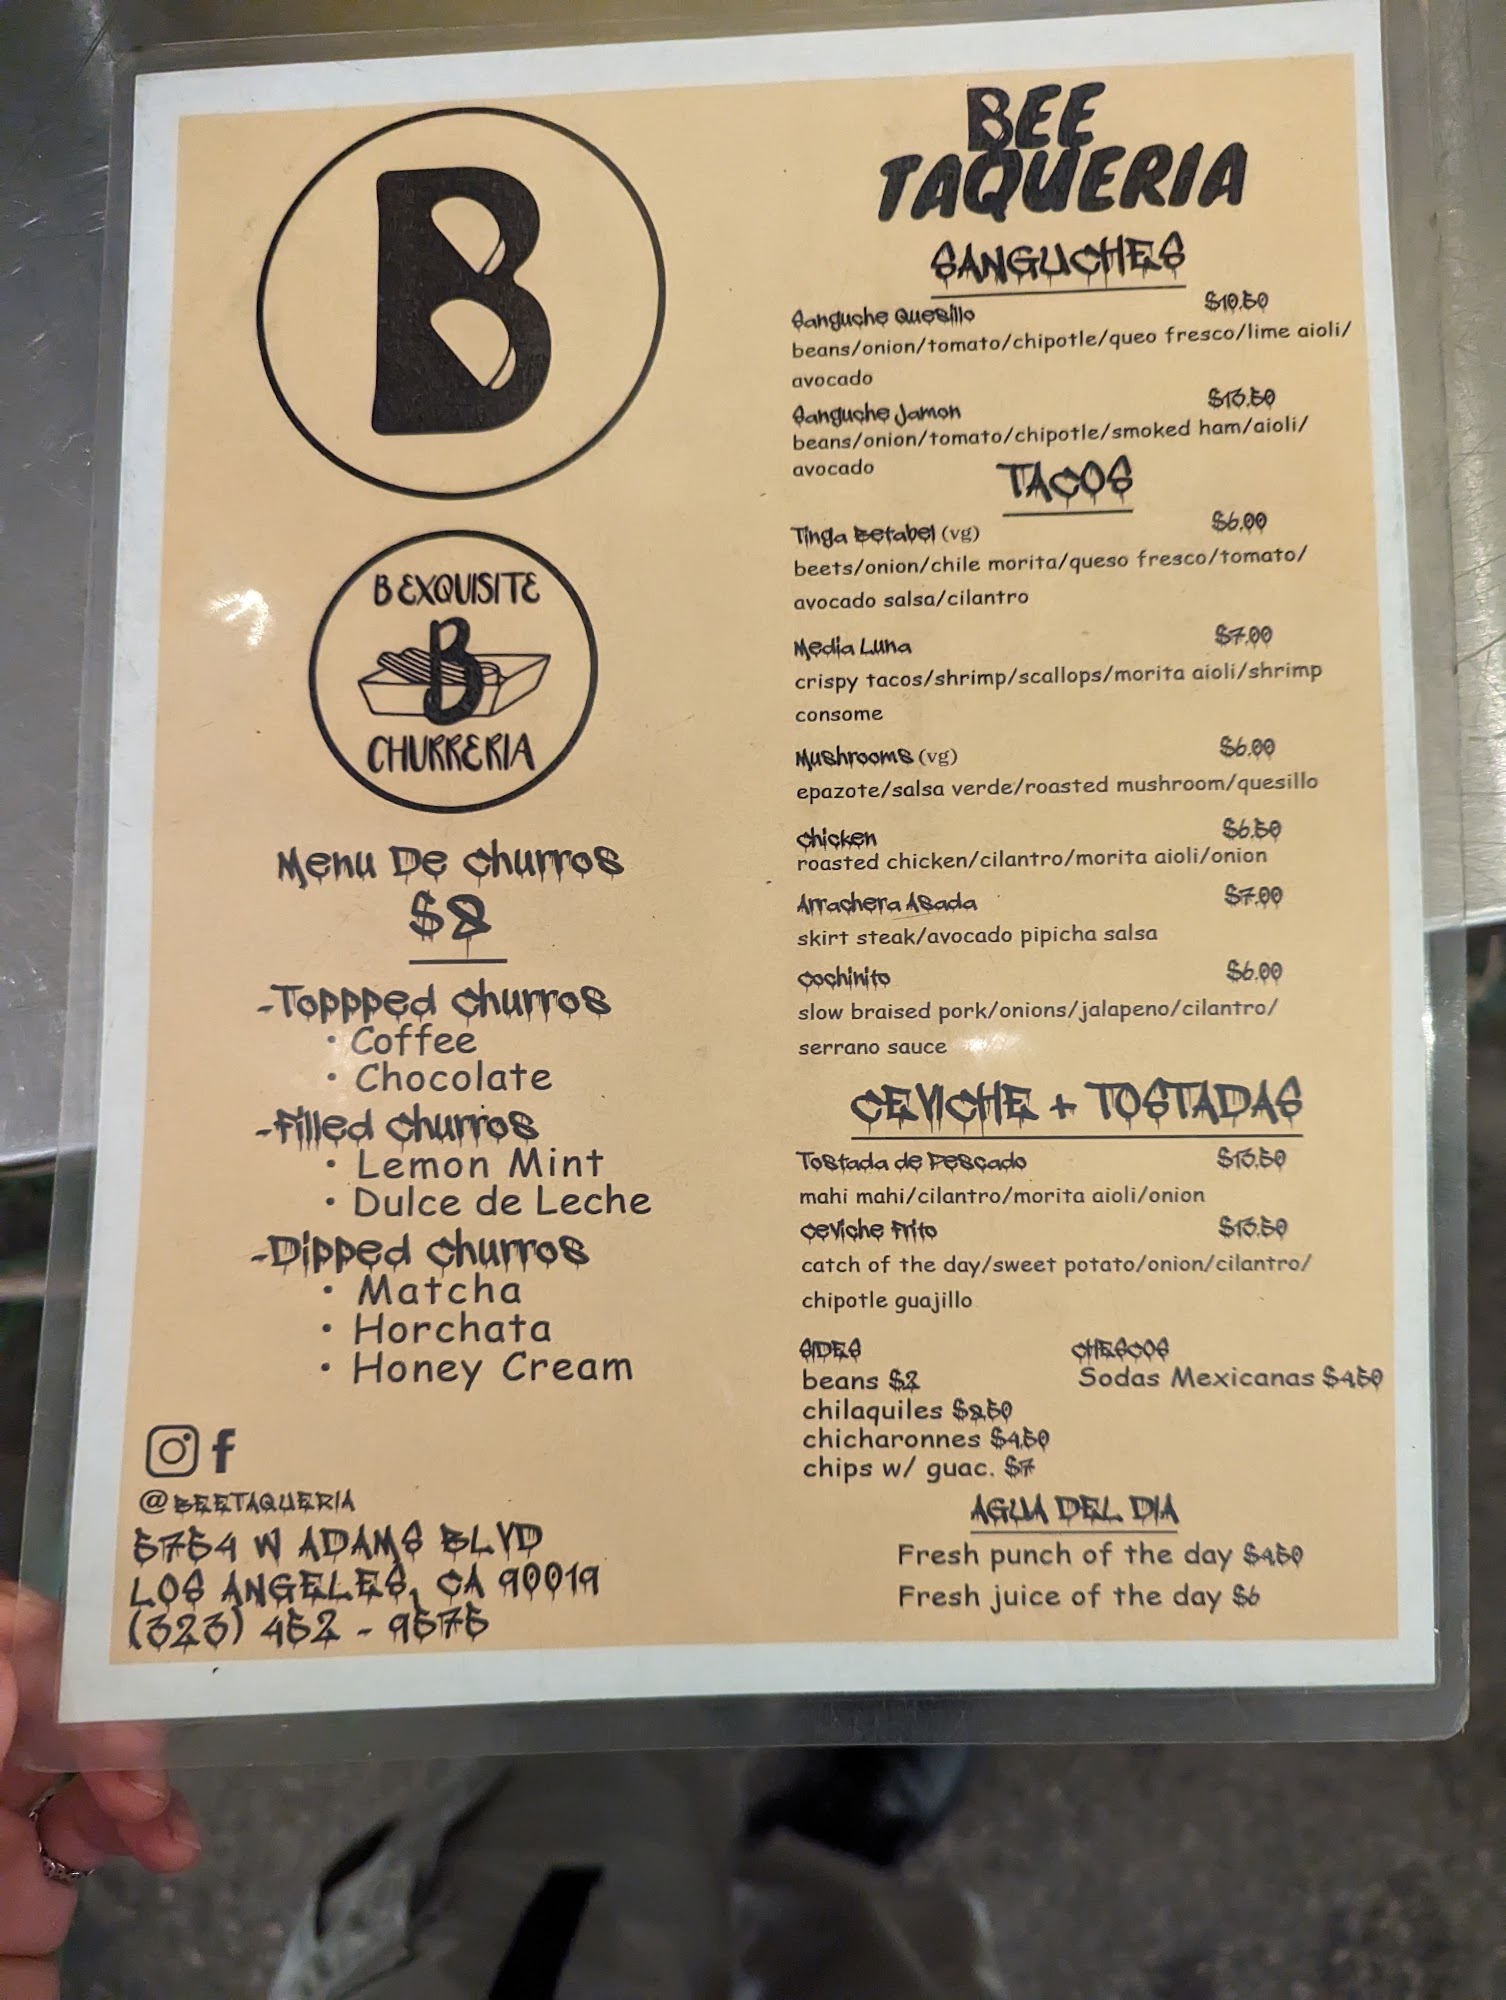 B
B EXQUISITE
B
CHURRERIA
Menu De Churros
$8
-Toppped Churros
• Coffee
• Chocolate
-Filled Churros
• Lemon Mint
• Dulce de Leche
-Dipped Churros
• Matcha
• Horchata
• Honey Cream
@BEETAQUERIA
5754 W ADAMS BLVD
LOS ANGELES, CA 90019
(323) 452 - 9575
BEE
TAQUERIA
SANGUCHES
Sanguche Quesillo $10.50
beans/onion/tomato/chipotle/queo fresco/lime aioli/
avocado
Sanguche Jamon $13.50
beans/onion/tomato/chipotle/smoked ham/aioli/
avocado
TACOS
Tinga Betabel (vg) $6.00
beets/onion/chile morita/queso fresco/tomato/
avocado salsa/cilantro
Media Luna $7.00
crispy tacos/shrimp/scallops/morita aioli/shrimp
consome
Mushrooms (vg) $6.00
epazote/salsa verde/roasted mushroom/quesillo
Chicken $6.50
roasted chicken/cilantro/morita aioli/onion
Arrachera Asada $7.00
skirt steak/avocado pipicha salsa
Cochinito $6.00
slow braised pork/onions/jalapeno/cilantro/
serrano sauce
CEVICHE + TOSTADAS
Tostada de Pescado $13.50
mahi mahi/cilantro/morita aioli/onion
Ceviche Frito $13.50
catch of the day/sweet potato/onion/cilantro/
chipotle guajillo
SIDES
beans $2
chilaquiles $8.50
chicharonnes $4.50
chips w/ guac. $7
CHESCOS
Sodas Mexicanas $4.50
AGUA DEL DIA
Fresh punch of the day $4.50
Fresh juice of the day $6